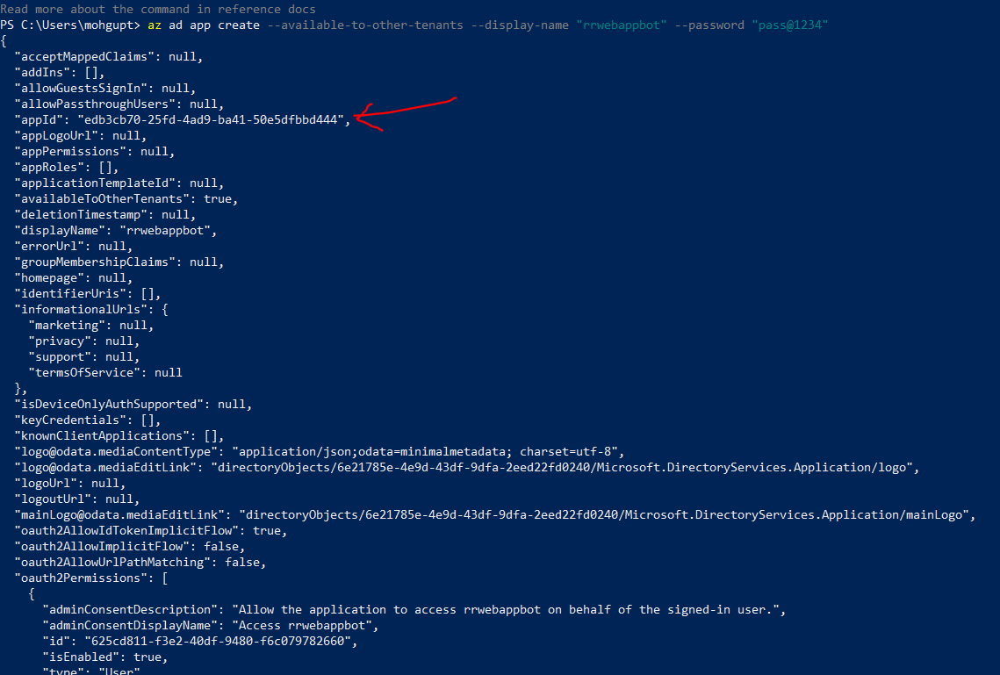 Read more about the command in reference docs
PS C:\Users\mohgupt> az ad app create --available-to-other-tenants --display-name "rrwebappbot" --password "pass@1234"
{
  "acceptMappedClaims": null,
  "addIns": [],
  "allowGuestsSignIn": null,
  "allowPassthroughUsers": null,
  "appId": "edb3cb70-25fd-4ad9-ba41-50e5dfbbd444",
  "appLogoUrl": null,
  "appPermissions": null,
  "appRoles": [],
  "applicationTemplateId": null,
  "availableToOtherTenants": true,
  "deletionTimestamp": null,
  "displayName": "rrwebappbot",
  "errorUrl": null,
  "groupMembershipClaims": null,
  "homepage": null,
  "identifierUris": [],
  "informationalUrls": {
    "marketing": null,
    "privacy": null,
    "support": null,
    "termsOfService": null
  },
  "isDeviceOnlyAuthSupported": null,
  "keyCredentials": [],
  "knownClientApplications": [],
  "logo@odata.mediaContentType": "application/json;odata=minimalmetadata; charset=utf-8",
  "logo@odata.mediaEditLink": "directoryObjects/6e21785e-4e9d-43df-9dfa-2eed22fd0240/Microsoft.DirectoryServices.Application/logo",
  "logoUrl": null,
  "logoutUrl": null,
  "mainLogo@odata.mediaEditLink": "directoryObjects/6e21785e-4e9d-43df-9dfa-2eed22fd0240/Microsoft.DirectoryServices.Application/mainLogo",
  "oauth2AllowIdTokenImplicitFlow": true,
  "oauth2AllowImplicitFlow": false,
  "oauth2AllowUrlPathMatching": false,
  "oauth2Permissions": [
    {
      "adminConsentDescription": "Allow the application to access rrwebappbot on behalf of the signed-in user.",
      "adminConsentDisplayName": "Access rrwebappbot",
      "id": "625cd811-f3e2-40df-9480-f6c079782660",
      "isEnabled": true,
      "type": "User"